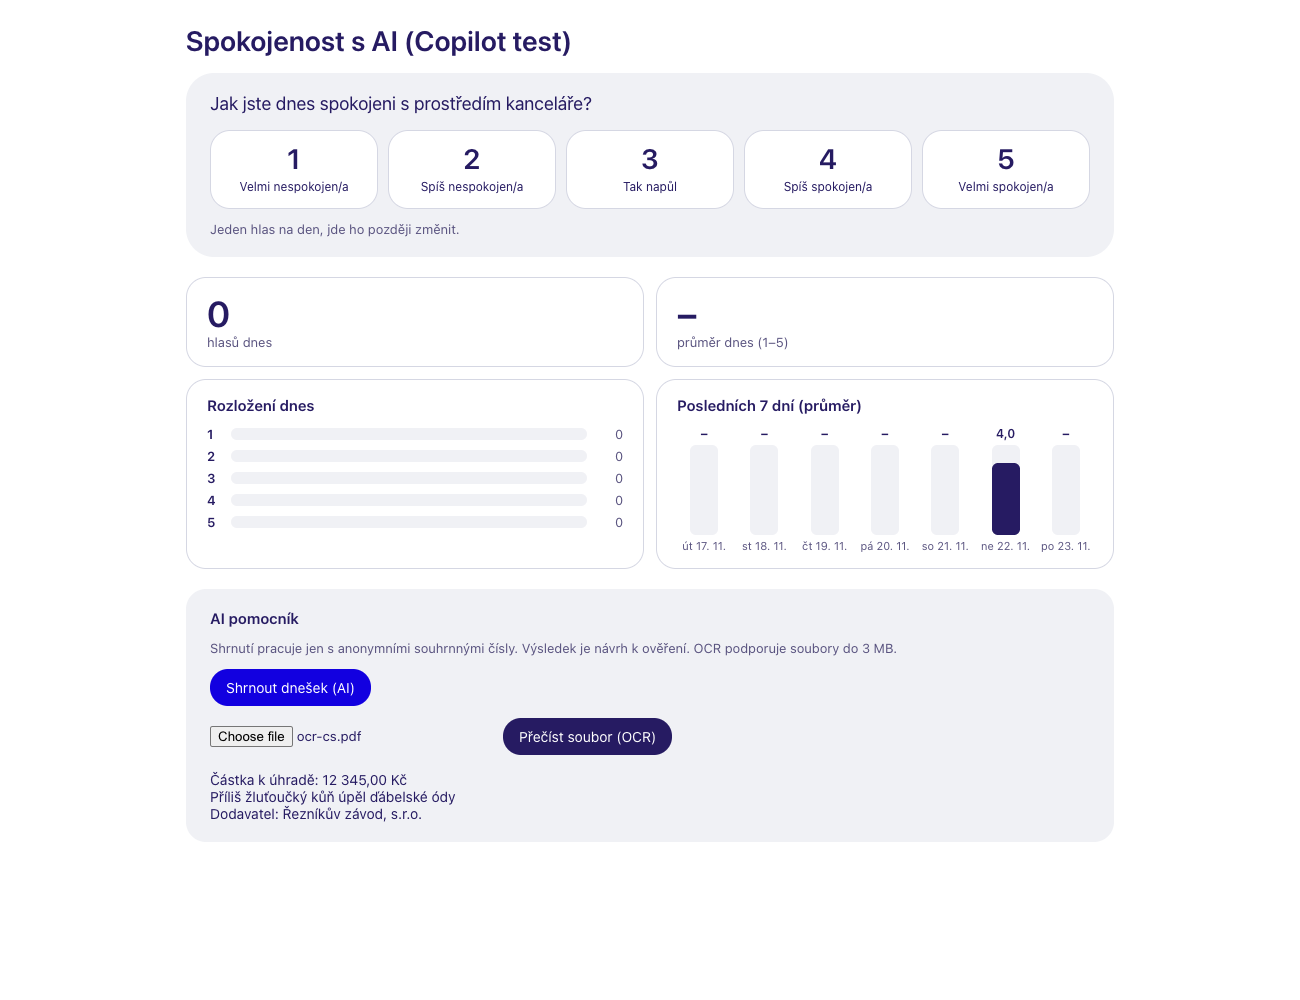 Spokojenost s AI (Copilot test)
Jak jste dnes spokojeni s prostředím kanceláře?
1
Velmi nespokojen/a
2
Spíš nespokojen/a
3
Tak napůl
4
Spíš spokojen/a
5
Velmi spokojen/a
Jeden hlas na den, jde ho později změnit.
0
hlasů dnes
–
průměr dnes (1–5)
Rozložení dnes
1 0
2 0
3 0
4 0
5 0
Posledních 7 dní (průměr)
– – – – – 4,0 –
út 17. 11. st 18. 11. čt 19. 11. pá 20. 11. so 21. 11. ne 22. 11. po 23. 11.
AI pomocník
Shrnutí pracuje jen s anonymními souhrnnými čísly. Výsledek je návrh k ověření. OCR podporuje soubory do 3 MB.
Shrnout dnešek (AI)
Choose file ocr-cs.pdf Přečíst soubor (OCR)
Částka k úhradě: 12 345,00 Kč
Příliš žluťoučký kůň úpěl ďábelské ódy
Dodavatel: Řezníkův závod, s.r.o.